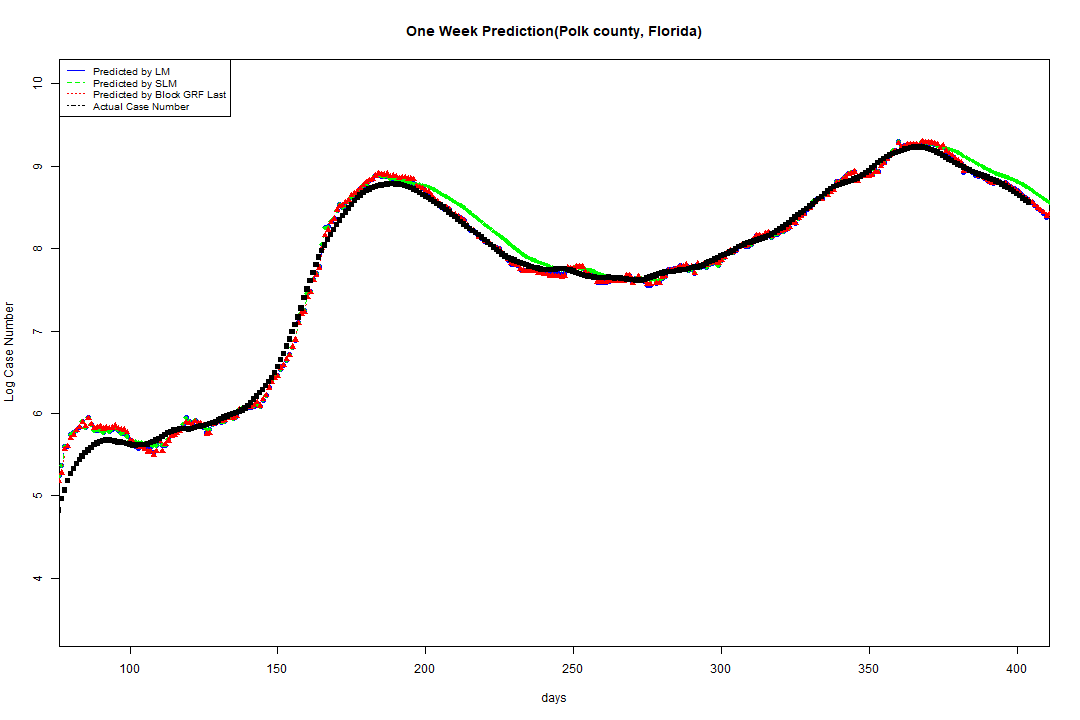 One Week Prediction(Polk county, Florida)
Predicted by LM
Predicted by SLM
Predicted by Block GRF Last
Actual Case Number
10
9
8
7
6
5
4
Log Case Number
100 150 200 250 300 350 400
days